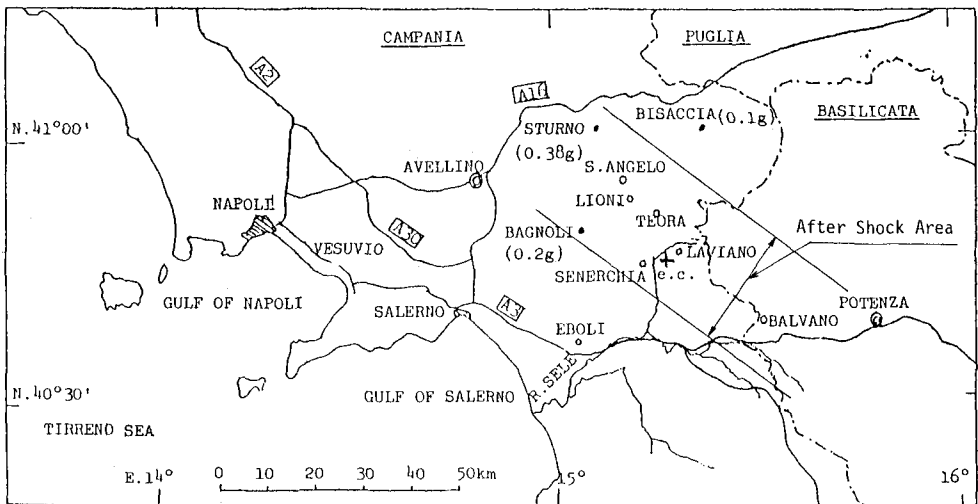 CAMPANIA
PUGLIA
A2
A16
BASILICATA
N.41°00'
STURNO
BISACCIA(0.1g)
(0.38g)
AVELLINO
S.ANGELO
LIONI
NAPOLI
TEORA
After Shock Area
BAGNOLI
A30
VESUVIO
(0.2g)
LAVIANO
SENERCHIA e.c.
GULF OF NAPOLI
SALERNO
A3
POTENZA
BALVANO
EBOLI
R.SELE
N.40°30'
GULF OF SALERNO
TIRRENO SEA
E.14°
0 10 20 30 40 50km
15°
16°